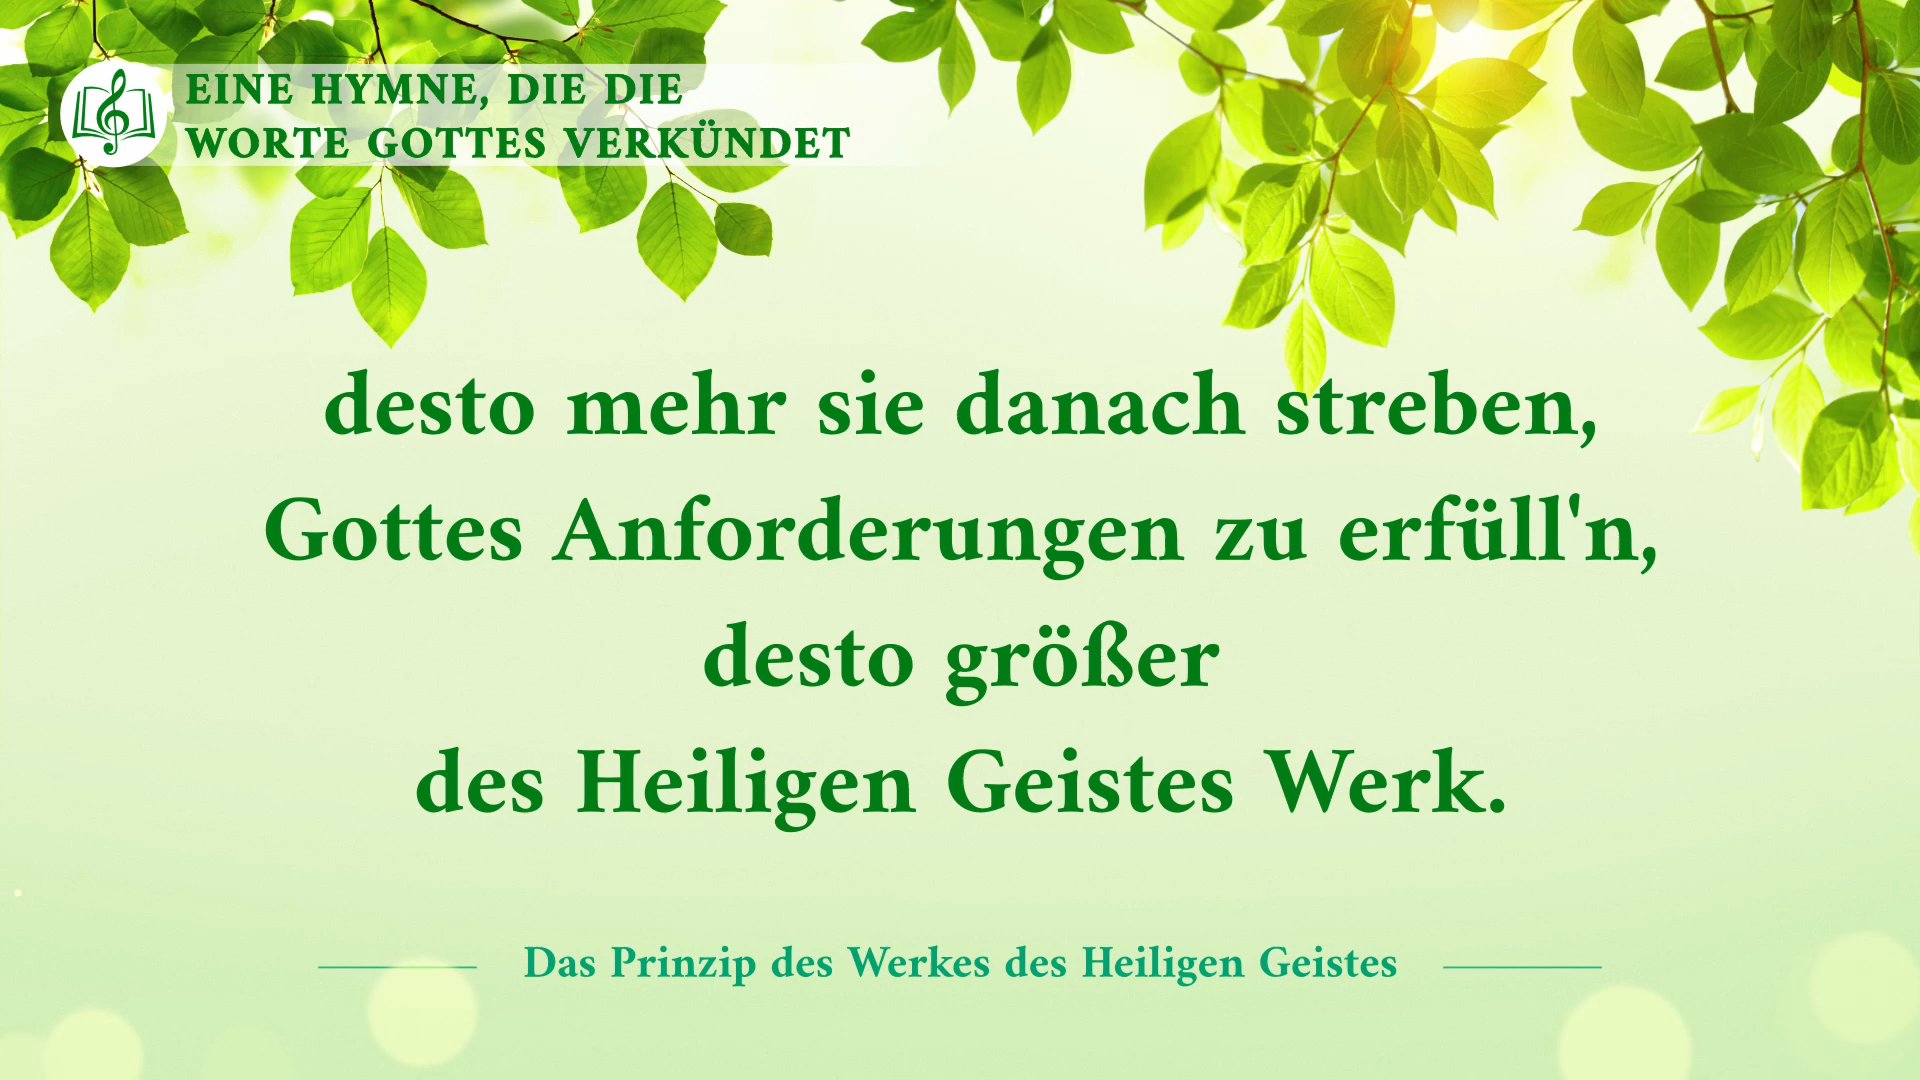 EINE HYMNE, DIE DIE
WORTE GOTTES VERKÜNDET
desto mehr sie danach streben,
Gottes Anforderungen zu erfüll'n,
desto größer
des Heiligen Geistes Werk.
Das Prinzip des Werkes des Heiligen Geistes